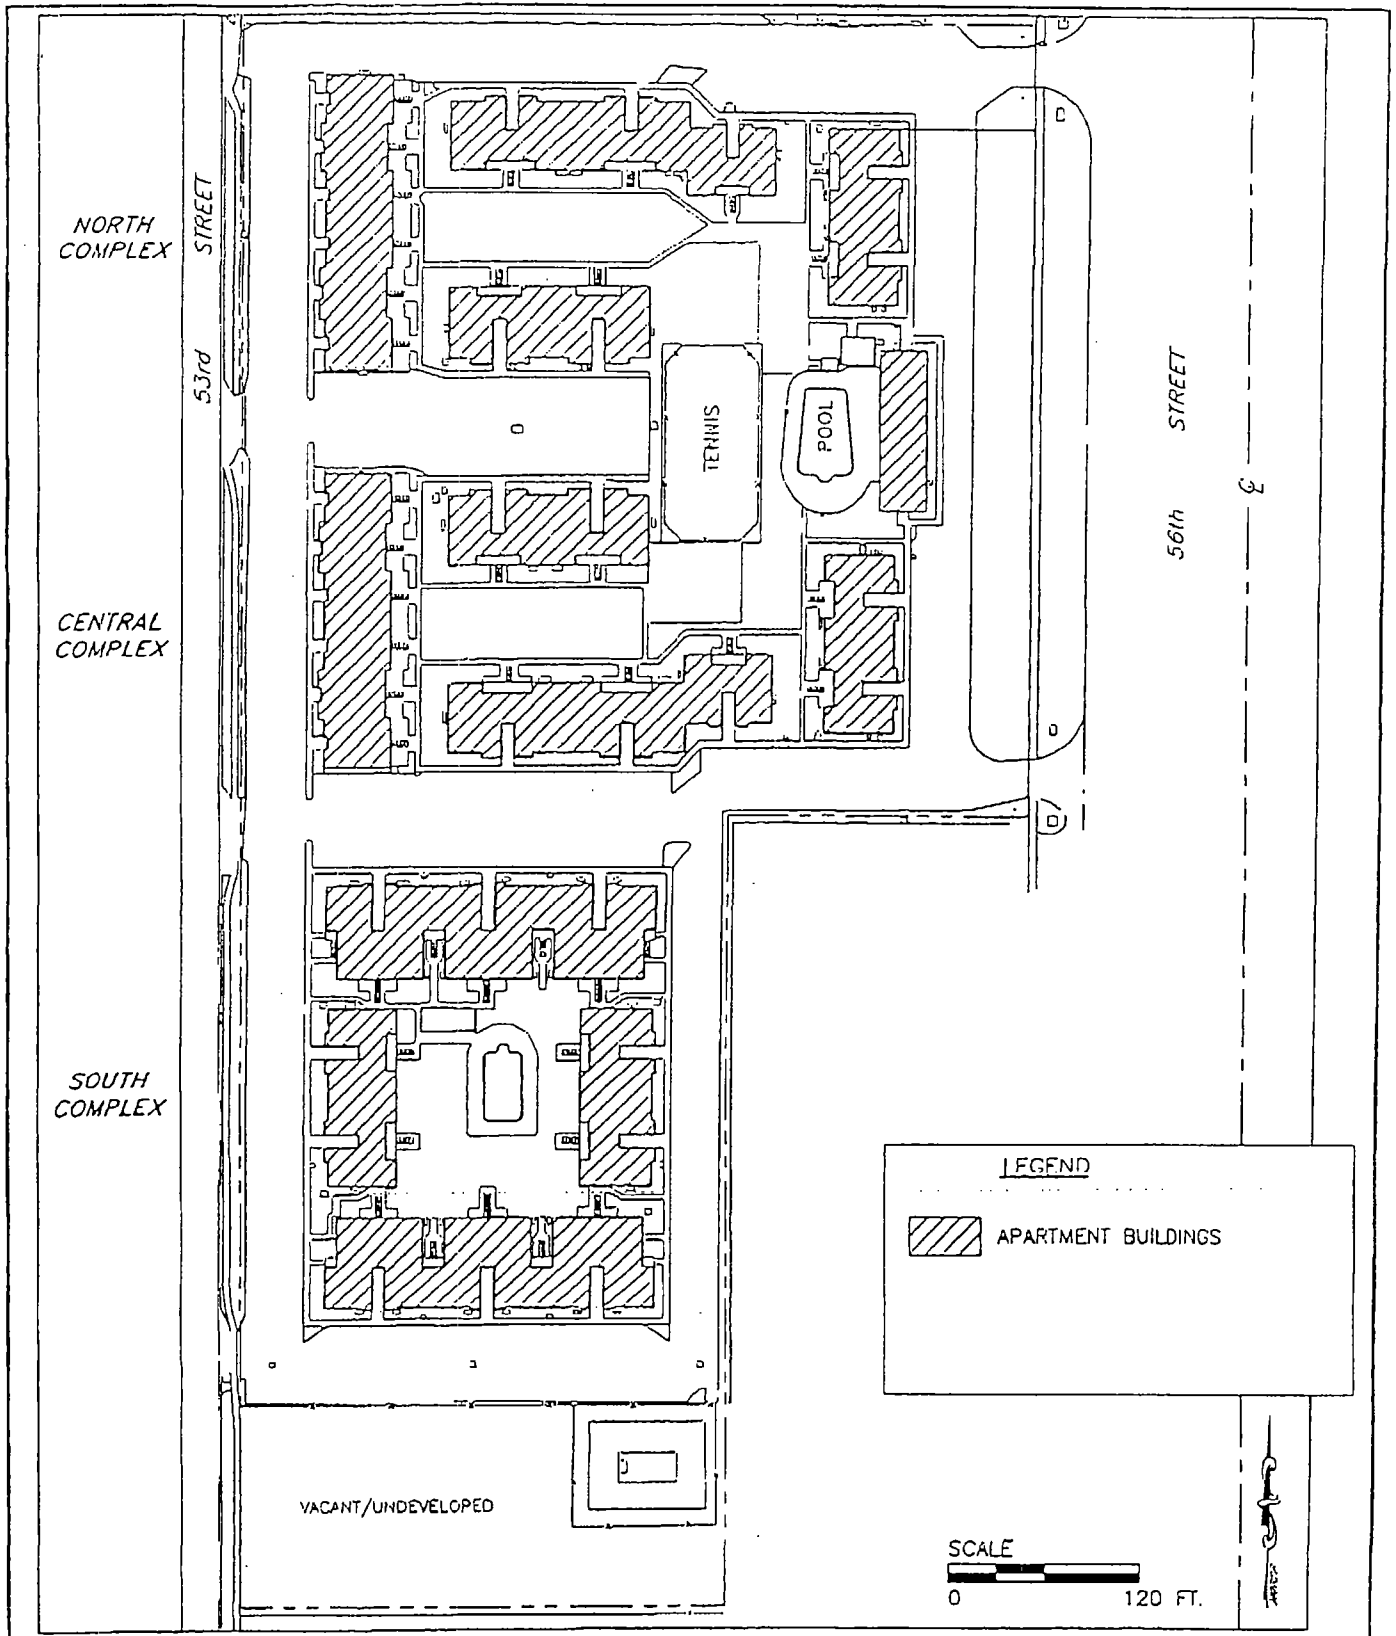 NORTH
COMPLEX
53rd STREET
TENNIS
POOL
56th STREET
℄
CENTRAL
COMPLEX
SOUTH
COMPLEX
LEGEND
APARTMENT BUILDINGS
VACANT/UNDEVELOPED
SCALE
0 120 FT.